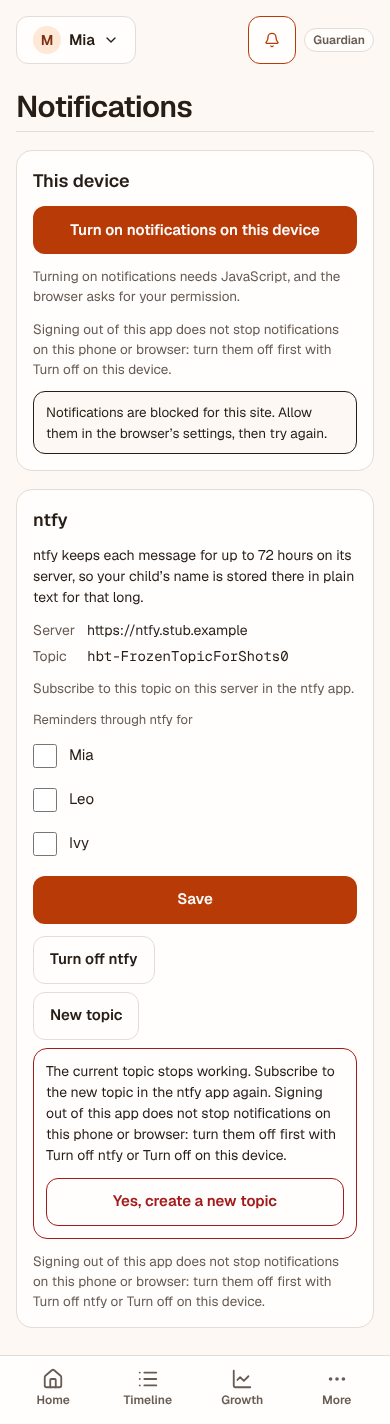 M Mia
Guardian
Notifications
This device
Turn on notifications on this device
Turning on notifications needs JavaScript, and the
browser asks for your permission.
Signing out of this app does not stop notifications
on this phone or browser: turn them off first with
Turn off on this device.
Notifications are blocked for this site. Allow
them in the browser’s settings, then try again.
ntfy
ntfy keeps each message for up to 72 hours on its
server, so your child’s name is stored there in plain
text for that long.
Server https://ntfy.stub.example
Topic hbt-FrozenTopicForShots0
Subscribe to this topic on this server in the ntfy app.
Reminders through ntfy for
Mia
Leo
Ivy
Save
Turn off ntfy
New topic
The current topic stops working. Subscribe to
the new topic in the ntfy app again. Signing
out of this app does not stop notifications on
this phone or browser: turn them off first with
Turn off ntfy or Turn off on this device.
Yes, create a new topic
Signing out of this app does not stop notifications
on this phone or browser: turn them off first with
Turn off ntfy or Turn off on this device.
Home Timeline Growth More